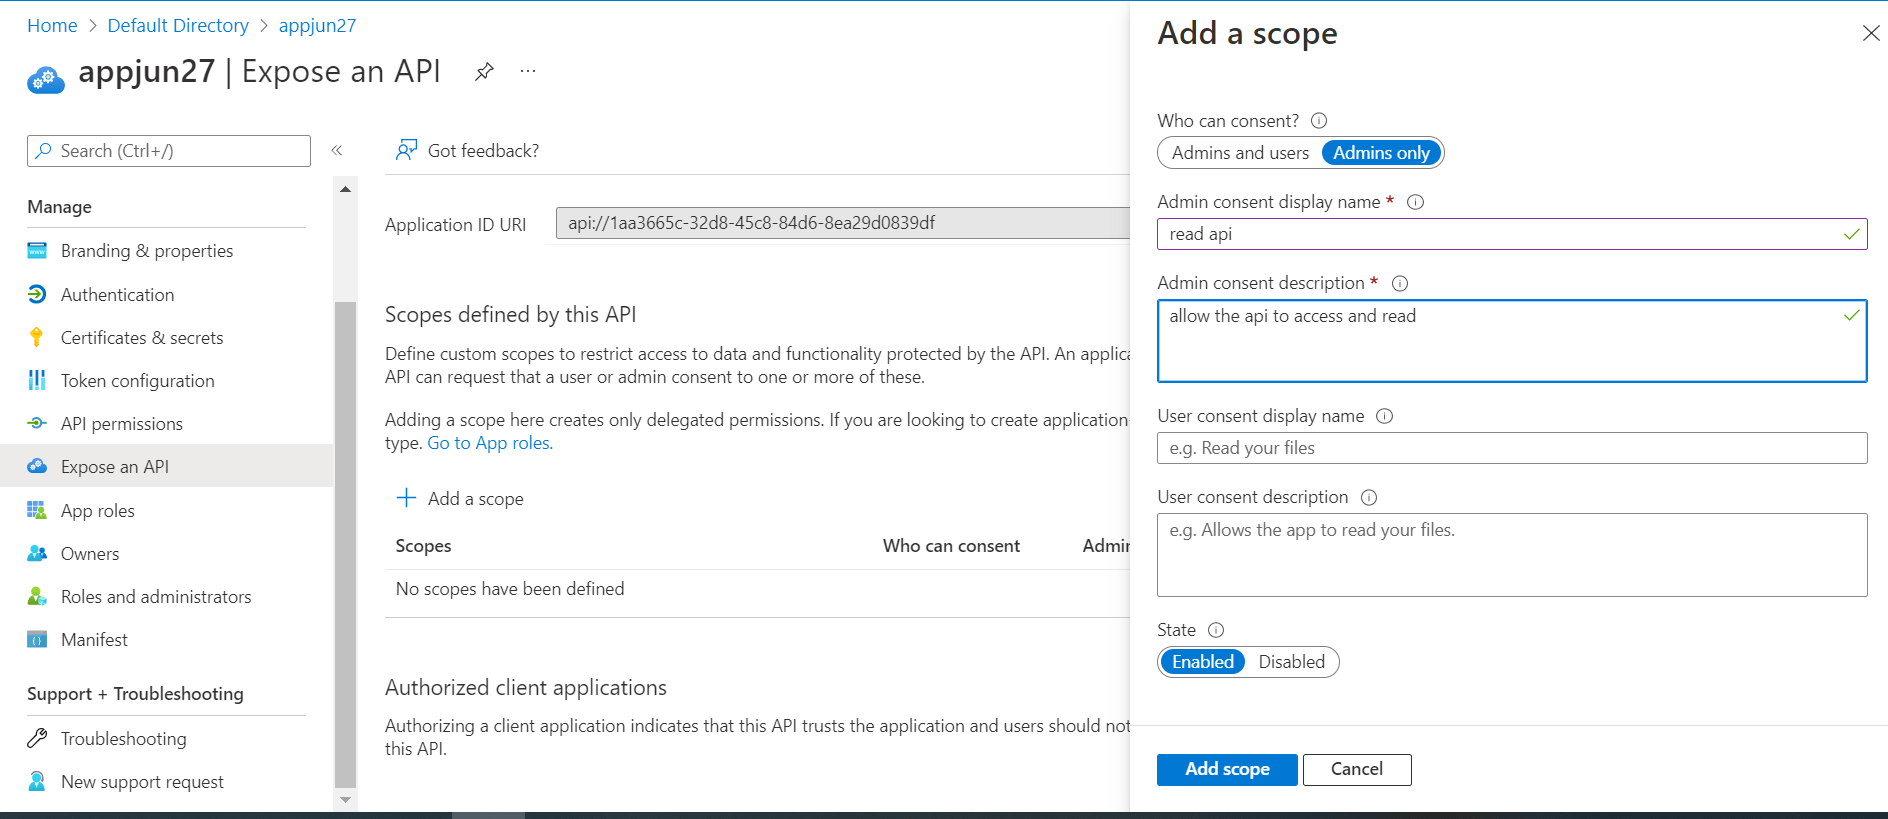 Home > Default Directory > appjun27
appjun27 | Expose an API
Search (Ctrl+/)
Manage
Branding & properties
Authentication
Certificates & secrets
Token configuration
API permissions
Expose an API
App roles
Owners
Roles and administrators
Manifest
Support + Troubleshooting
Troubleshooting
New support request
Got feedback?
Application ID URI
api://1aa3665c-32d8-45c8-84d6-8ea29d0839df
Scopes defined by this API
Define custom scopes to restrict access to data and functionality protected by the API. An applica
API can request that a user or admin consent to one or more of these.
Adding a scope here creates only delegated permissions. If you are looking to create application-
type. Go to App roles.
Add a scope
Scopes Who can consent Admin
No scopes have been defined
Authorized client applications
Authorizing a client application indicates that this API trusts the application and users should not
this API.
Add a scope
Who can consent?
Admins and users Admins only
Admin consent display name *
read api
Admin consent description *
allow the api to access and read
User consent display name
e.g. Read your files
User consent description
e.g. Allows the app to read your files.
State
Enabled Disabled
Add scope Cancel